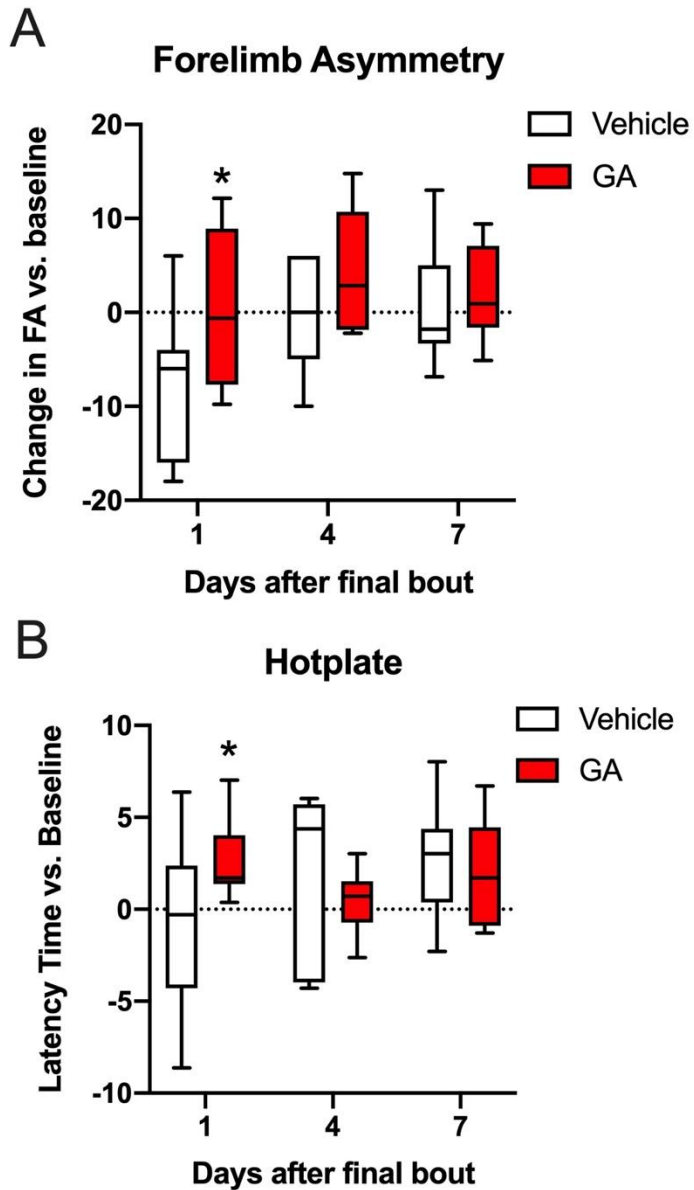 A
Forelimb Asymmetry
Change in FA vs. baseline
20
10
0
-10
-20
*
Vehicle
GA
1 4 7
Days after final bout
B
Hotplate
Latency Time vs. Baseline
10
5
0
-5
-10
*
Vehicle
GA
1 4 7
Days after final bout